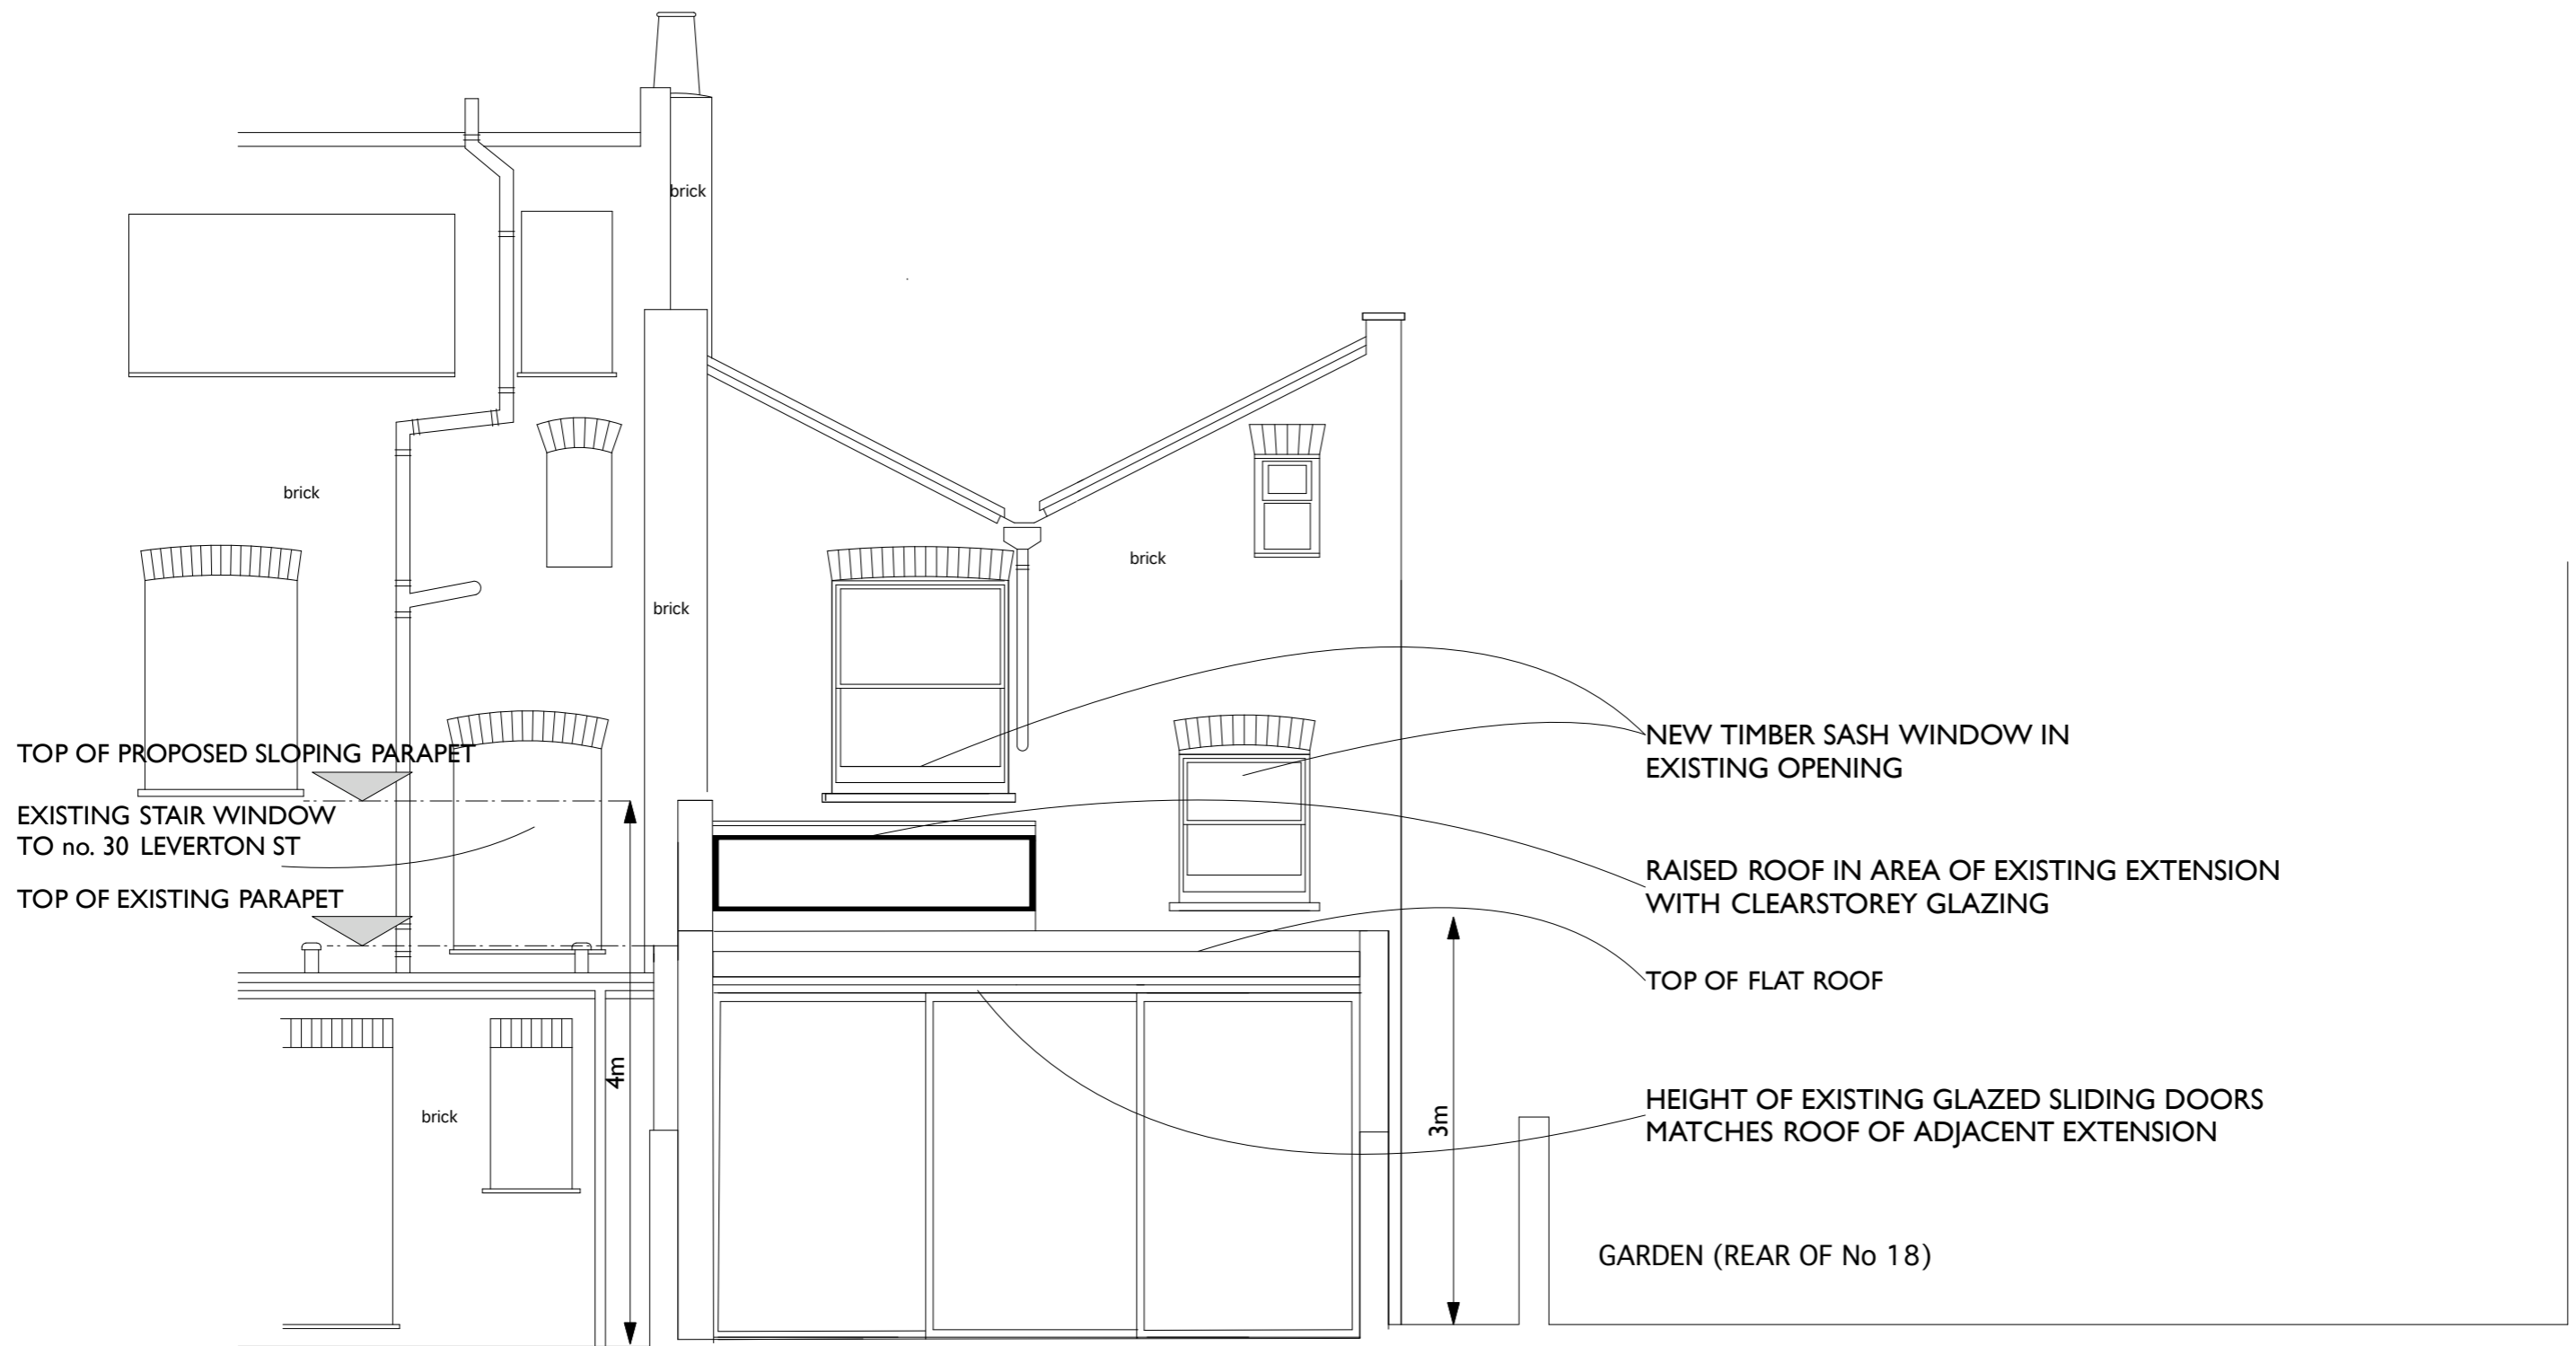 brick
brick
brick
brick
TOP OF PROPOSED SLOPING PARAPET
EXISTING STAIR WINDOW
TO no. 30 LEVERTON ST
TOP OF EXISTING PARAPET
brick
4m
3m
NEW TIMBER SASH WINDOW IN
EXISTING OPENING
RAISED ROOF IN AREA OF EXISTING EXTENSION
WITH CLEARSTOREY GLAZING
TOP OF FLAT ROOF
HEIGHT OF EXISTING GLAZED SLIDING DOORS
MATCHES ROOF OF ADJACENT EXTENSION
GARDEN (REAR OF No 18)